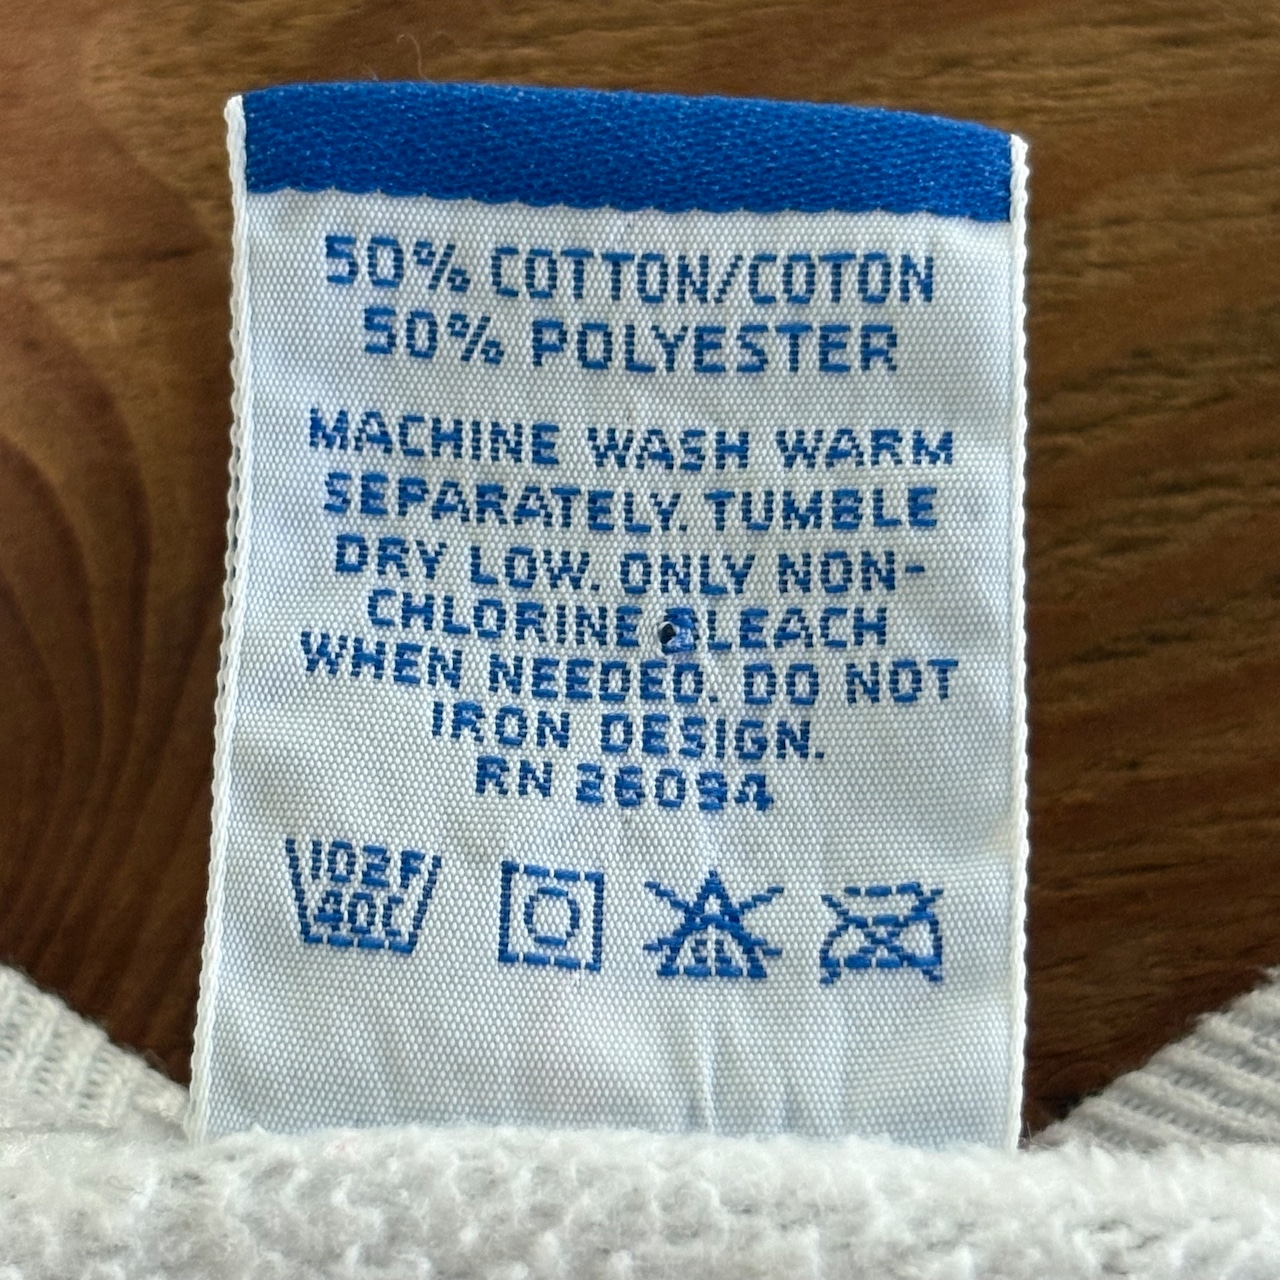 50% COTTON/COTON
50% POLYESTER
MACHINE WASH WARM
SEPARATELY. TUMBLE
DRY LOW. ONLY NON-
CHLORINE BLEACH
WHEN NEEDED. DO NOT
IRON DESIGN.
RN 26094
102F
40C